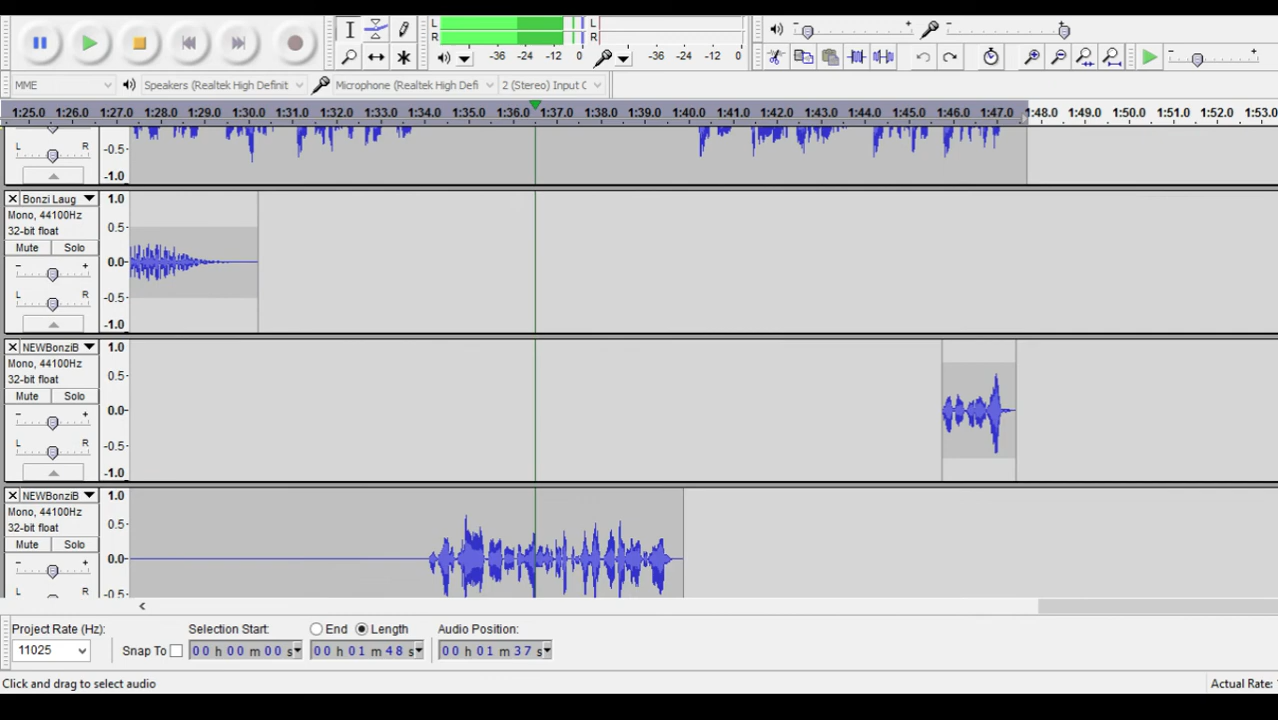 L R L R
-36 -24 -12 0 -36 -24 -12 0
MME Speakers (Realtek High Definit Microphone (Realtek High Defi 2 (Stereo) Input C
1:25.0 1:26.0 1:27.0 1:28.0 1:29.0 1:30.0 1:31.0 1:32.0 1:33.0 1:34.0 1:35.0 1:36.0 1:37.0 1:38.0 1:39.0 1:40.0 1:41.0 1:42.0 1:43.0 1:44.0 1:45.0 1:46.0 1:47.0 1:48.0 1:49.0 1:50.0 1:51.0 1:52.0 1:53.0
L R -0.5
-1.0
Bonzi Laug 1.0
Mono, 44100Hz
32-bit float 0.5
Mute Solo
- + 0.0
L R -0.5
-1.0
NEWBonziB 1.0
Mono, 44100Hz
32-bit float 0.5
Mute Solo
- + 0.0
L R -0.5
-1.0
NEWBonziB 1.0
Mono, 44100Hz
32-bit float 0.5
Mute Solo
- + 0.0
L R -0.5
Project Rate (Hz): Selection Start: End Length Audio Position:
11025 Snap To 00 h 00 m 00 s 00 h 01 m 48 s 00 h 01 m 37 s
Click and drag to select audio Actual Rate: